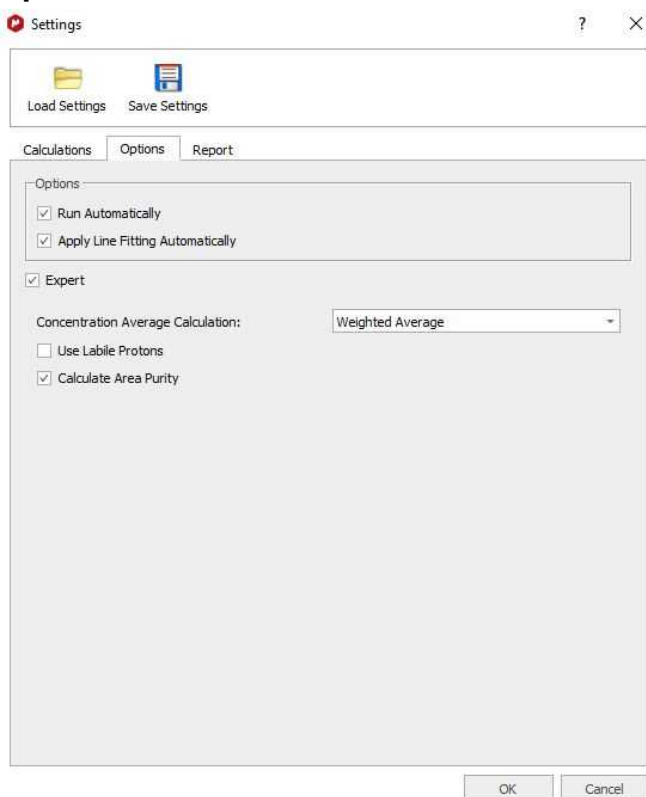 Settings
?
Load Settings Save Settings
Calculations Options Report
Options
Run Automatically
Apply Line Fitting Automatically
Expert
Concentration Average Calculation: Weighted Average
Use Labile Protons
Calculate Area Purity
OK Cancel